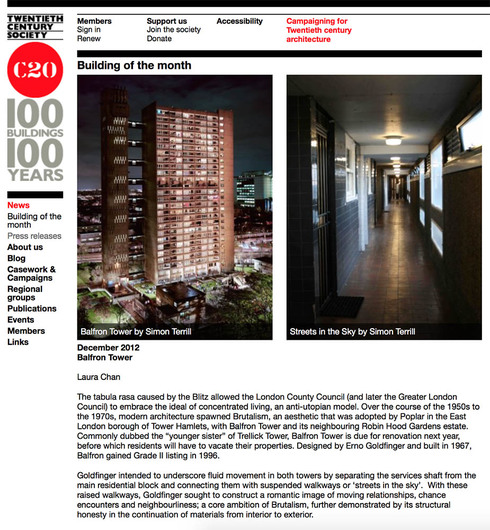 TWENTIETH
CENTURY
SOCIETY
C20
100
BUILDINGS
100
YEARS
Members
Sign in
Renew
Support us
Join the society
Donate
Accessibility
Campaigning for
Twentieth century
architecture
News
Building of the
month
Press releases
About us
Blog
Casework &
Campaigns
Regional
groups
Publications
Events
Members
Links
Building of the month
Balfron Tower by Simon Terrill
Streets in the Sky by Simon Terrill
December 2012
Balfron Tower
Laura Chan
The tabula rasa caused by the Blitz allowed the London County Council (and later the Greater London
Council) to embrace the ideal of concentrated living, an anti-utopian model. Over the course of the 1950s to
the 1970s, modern architecture spawned Brutalism, an aesthetic that was adopted by Poplar in the East
London borough of Tower Hamlets, with Balfron Tower and its neighbouring Robin Hood Gardens estate.
Commonly dubbed the “younger sister” of Trellick Tower, Balfron Tower is due for renovation next year,
before which residents will have to vacate their properties. Designed by Erno Goldfinger and built in 1967,
Balfron gained Grade II listing in 1996.
Goldfinger intended to underscore fluid movement in both towers by separating the services shaft from the
main residential block and connecting them with suspended walkways or 'streets in the sky'.  With these
raised walkways, Goldfinger sought to construct a romantic image of moving relationships, chance
encounters and neighbourliness; a core ambition of Brutalism, further demonstrated by its structural
honesty in the continuation of materials from interior to exterior.